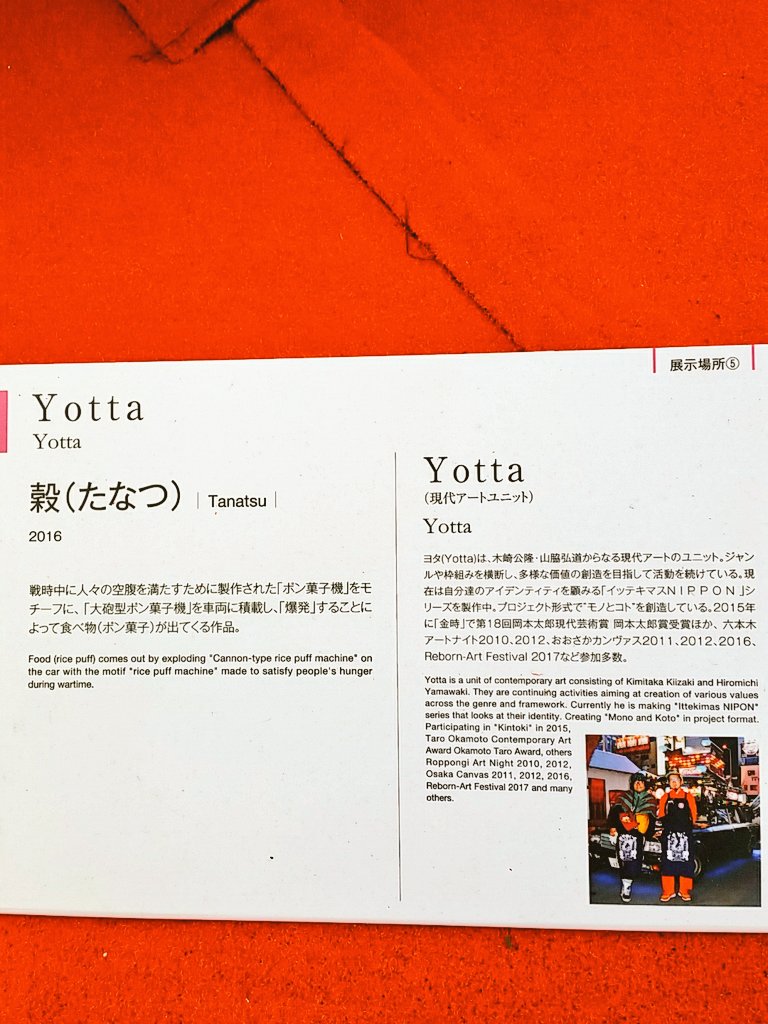 展示場所⑤
Yotta
Yotta
榖(たなつ) | Tanatsu |
2016
戦時中に人々の空腹を満たすために製作された「ポン菓子機」をモ
チーフに、「大砲型ポン菓子機」を車両に積載し、「爆発」することに
よって食べ物(ポン菓子)が出てくる作品。
Food (rice puff) comes out by exploding "Cannon-type rice puff machine" on
the car with the motif "rice puff machine" made to satisfy people's hunger
during wartime.
Yotta
(現代アートユニット)
Yotta
ヨタ(Yotta)は、木崎公隆・山脇弘道からなる現代アートのユニット。ジャン
ルや枠組みを横断し、多様な価値の創造を目指して活動を続けている。現
在は自分達のアイデンティティを顧みる「イッテキマスＮＩＰＰＯＮ」シ
リーズを製作中。プロジェクト形式で"モノとコト"を創造している。2015年
に「金時」で第18回岡本太郎現代芸術賞 岡本太郎賞受賞ほか、六本木
アートナイト2010、2012、おおさかカンヴァス2011、2012、2016、
Reborn-Art Festival 2017など参加多数。
Yotta is a unit of contemporary art consisting of Kimitaka Kiizaki and Hiromichi
Yamawaki. They are continuing activities aiming at creation of various values
across the genre and framework. Currently he is making "Ittekimas NIPON"
series that looks at their identity. Creating "Mono and Koto" in project format.
Participating in "Kintoki" in 2015,
Taro Okamoto Contemporary Art
Award Okamoto Taro Award, others
Roppongi Art Night 2010, 2012,
Osaka Canvas 2011, 2012, 2016,
Reborn-Art Festival 2017 and many
others.